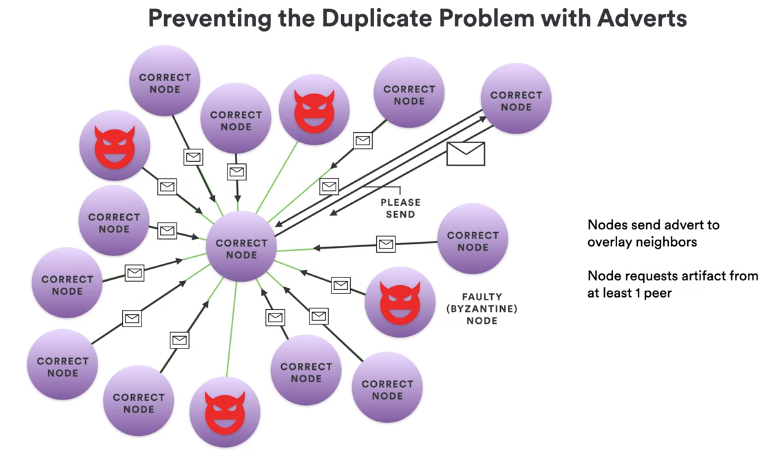 Preventing the Duplicate Problem with Adverts
CORRECT
NODE
CORRECT
NODE
CORRECT
NODE
CORRECT
NODE
CORRECT
NODE
PLEASE
SEND
CORRECT
NODE
CORRECT
NODE
CORRECT
NODE
FAULTY
(BYZANTINE)
NODE
CORRECT
NODE
CORRECT
NODE
CORRECT
NODE
CORRECT
NODE
CORRECT
NODE
Nodes send advert to
overlay neighbors
Node requests artifact from
at least 1 peer